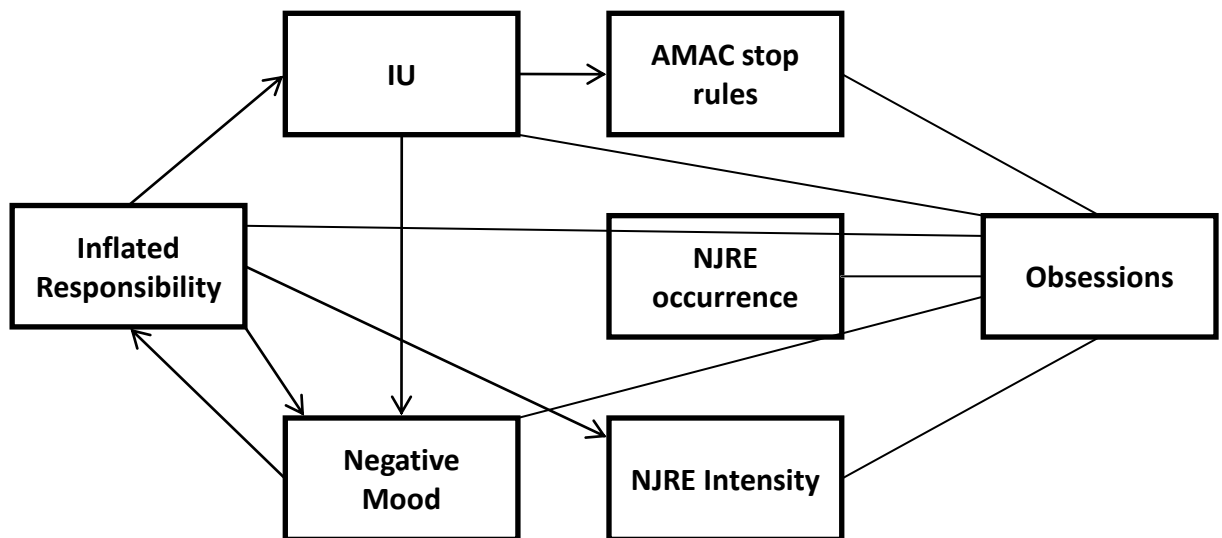 IU
AMAC stop
rules
Inflated
Responsibility
NJRE
occurrence
Obsessions
Negative
Mood
NJRE Intensity